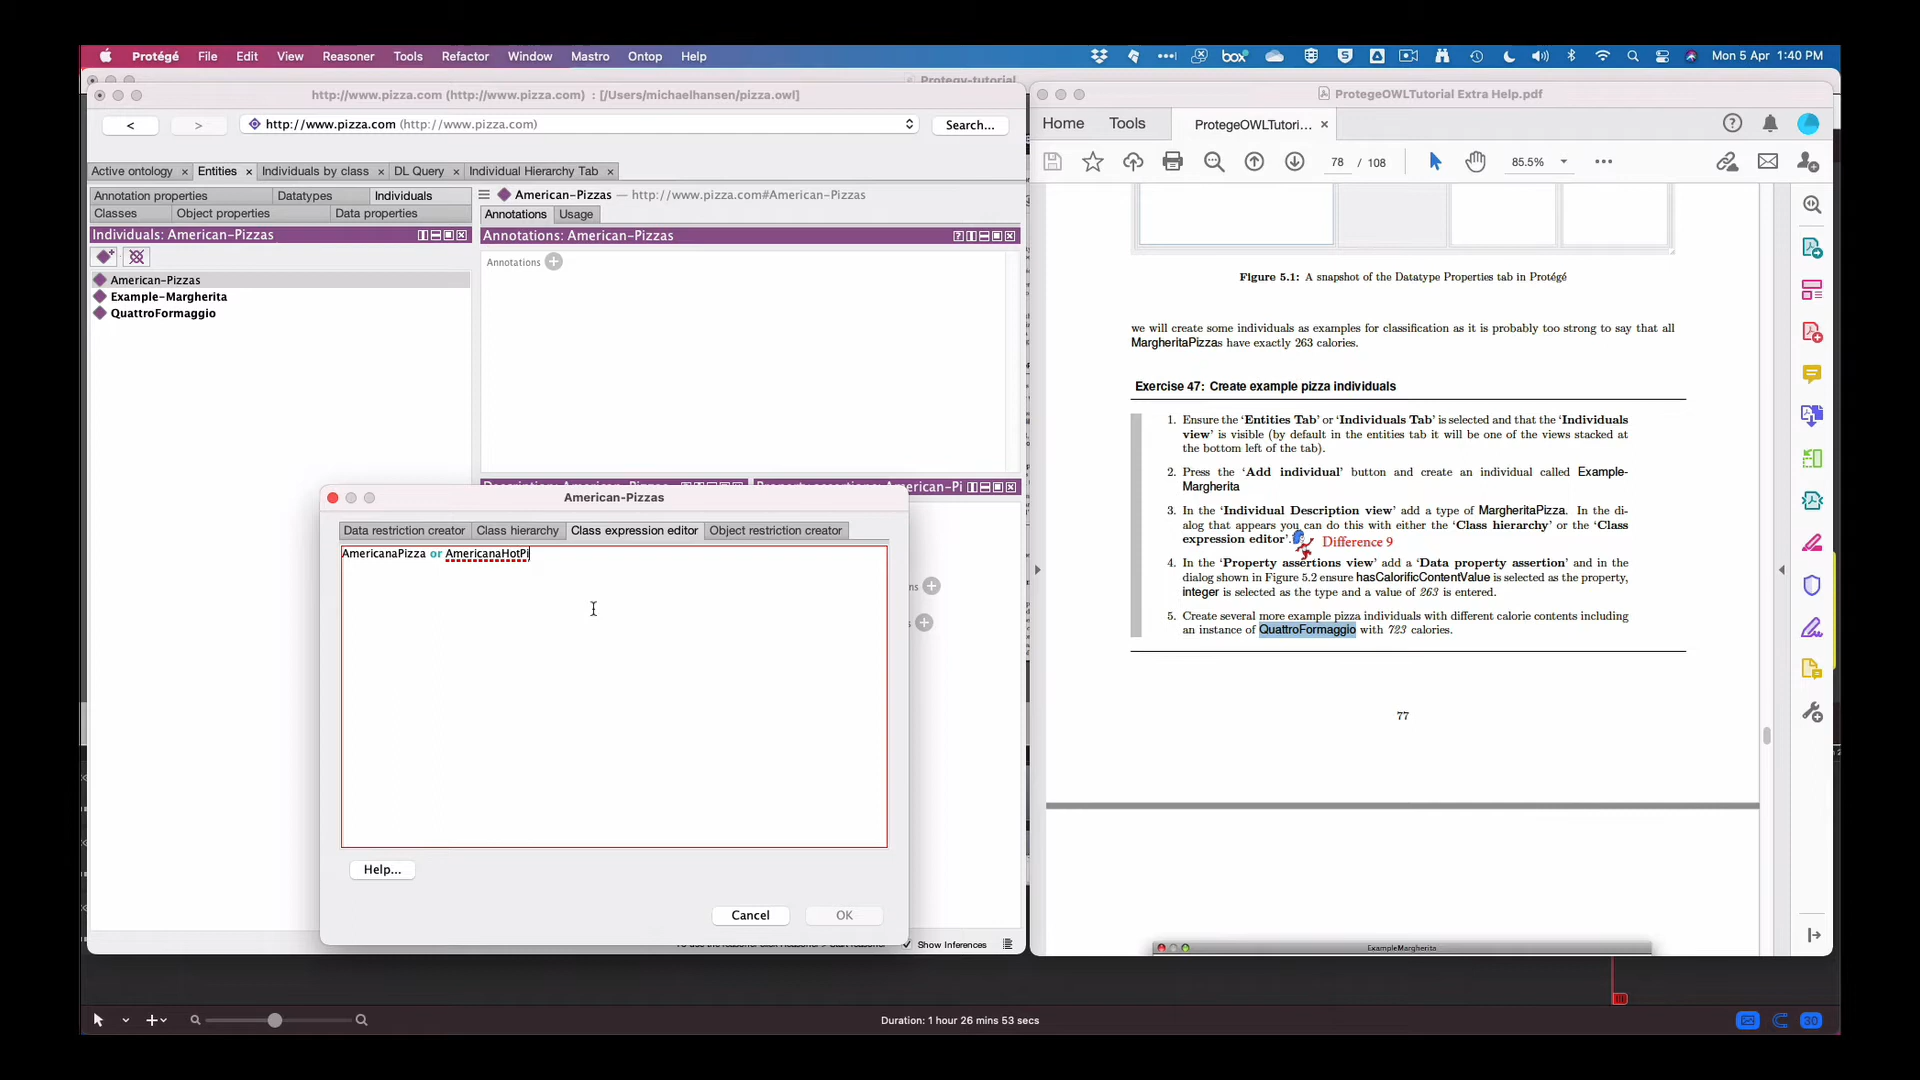 Protégé File Edit View Reasoner Tools Refactor Window Mastro Ontop Help
box Mon 5 Apr 1:40 PM
Protegy-tutorial
http://www.pizza.com (http://www.pizza.com) : [/Users/michaelhansen/pizza.owl]
< > http://www.pizza.com (http://www.pizza.com) Search...
Active ontology × Entities × Individuals by class × DL Query × Individual Hierarchy Tab ×
Annotation properties Datatypes Individuals
Classes Object properties Data properties
Individuals: American-Pizzas
American-Pizzas
Example-Margherita
QuattroFormaggio
American-Pizzas — http://www.pizza.com#American-Pizzas
Annotations Usage
Annotations: American-Pizzas
Annotations
American-Pizzas
Data restriction creator Class hierarchy Class expression editor Object restriction creator
AmericanaPizza or AmericanaHotPi
Help...
Cancel OK
Show Inferences
ProtegeOWLTutorial Extra Help.pdf
Home Tools ProtegeOWLTutori... ×
78 / 108 85.5%
Figure 5.1: A snapshot of the Datatype Properties tab in Protégé
we will create some individuals as examples for classification as it is probably too strong to say that all
MargheritaPizzas have exactly 263 calories.
Exercise 47: Create example pizza individuals
1. Ensure the ‘Entities Tab’ or ‘Individuals Tab’ is selected and that the ‘Individuals
view’ is visible (by default in the entities tab it will be one of the views stacked at
the bottom left of the tab).
2. Press the ‘Add individual’ button and create an individual called Example-
Margherita
3. In the ‘Individual Description view’ add a type of MargheritaPizza. In the di-
alog that appears you can do this with either the ‘Class hierarchy’ or the ‘Class
expression editor’.
Difference 9
4. In the ‘Property assertions view’ add a ‘Data property assertion’ and in the
dialog shown in Figure 5.2 ensure hasCalorificContentValue is selected as the property,
integer is selected as the type and a value of 263 is entered.
5. Create several more example pizza individuals with different calorie contents including
an instance of QuattroFormaggio with 723 calories.
77
ExampleMargherita
Duration: 1 hour 26 mins 53 secs
30